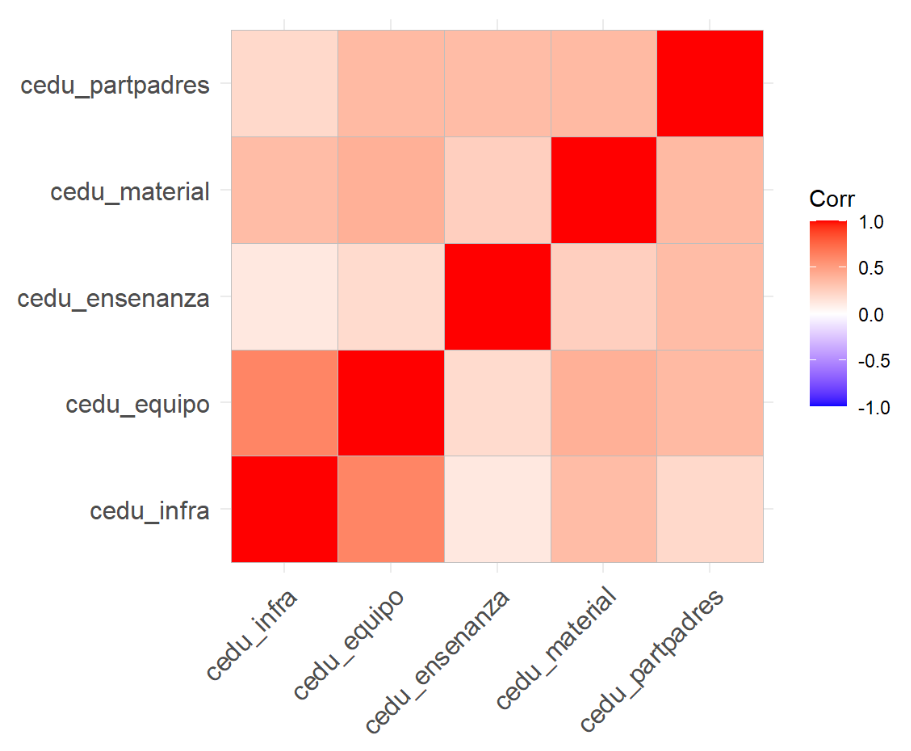 cedu_partpadres
cedu_material
cedu_ensenanza
cedu_equipo
cedu_infra
cedu_infra
cedu_equipo
cedu_ensenanza
cedu_material
cedu_partpadres
Corr
1.0
0.5
0.0
-0.5
-1.0